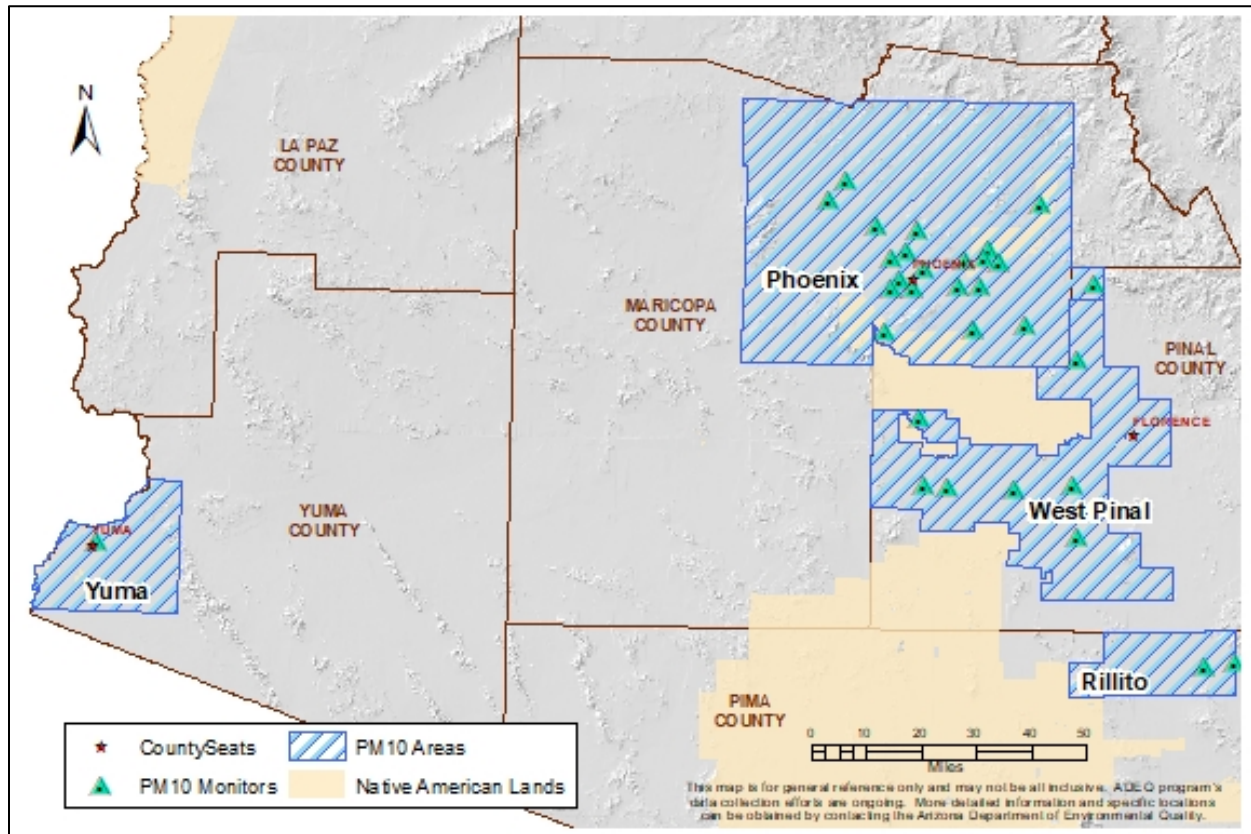 N
LA PAZ
COUNTY
PHOENIX
Phoenix
MARICOPA
COUNTY
PINAL
COUNTY
FLORENCE
YUMA
COUNTY
West Pinal
YUMA
Yuma
Rillito
PIMA
COUNTY
CountySeats
PM10 Areas
PM10 Monitors
Native American Lands
0 10 20 30 40 50
Miles
This map is for general reference only and may not be all inclusive. ADEQ program's
data collection efforts are ongoing. More detailed information and specific locations
can be obtained by contacting the Arizona Department of Environmental Quality.